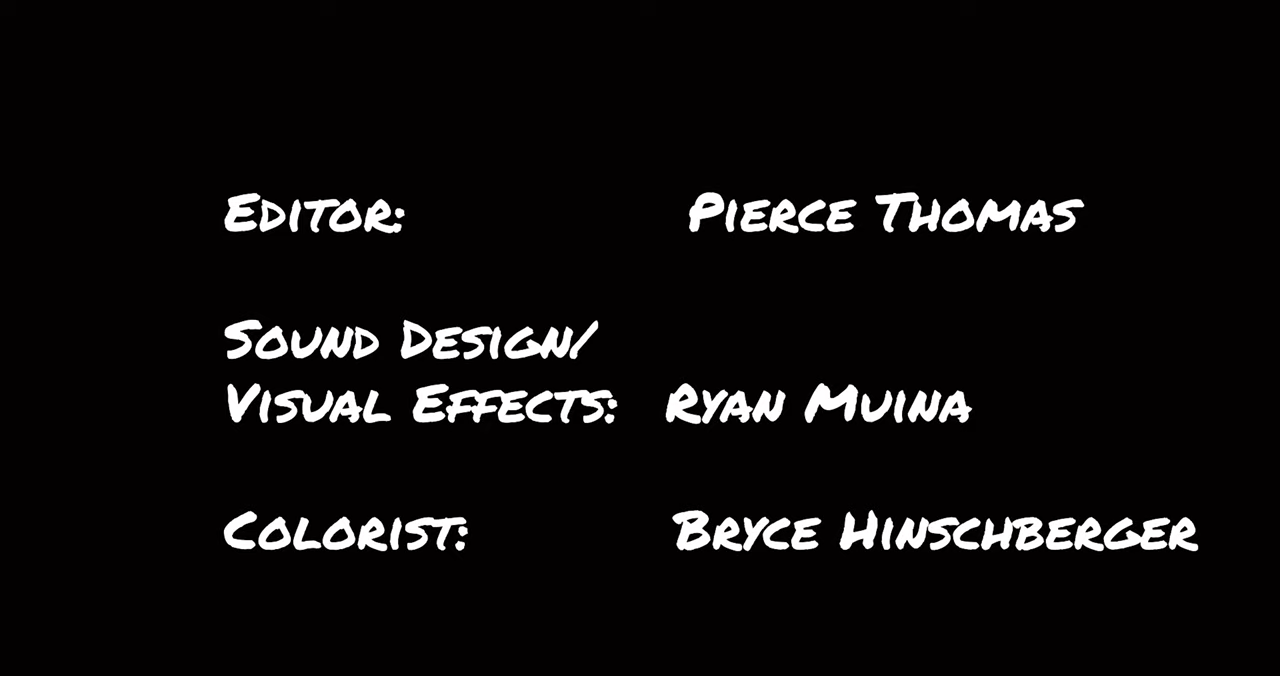 Editor: Pierce Thomas
Sound Design/
Visual Effects: Ryan Muina
Colorist: Bryce Hinschberger